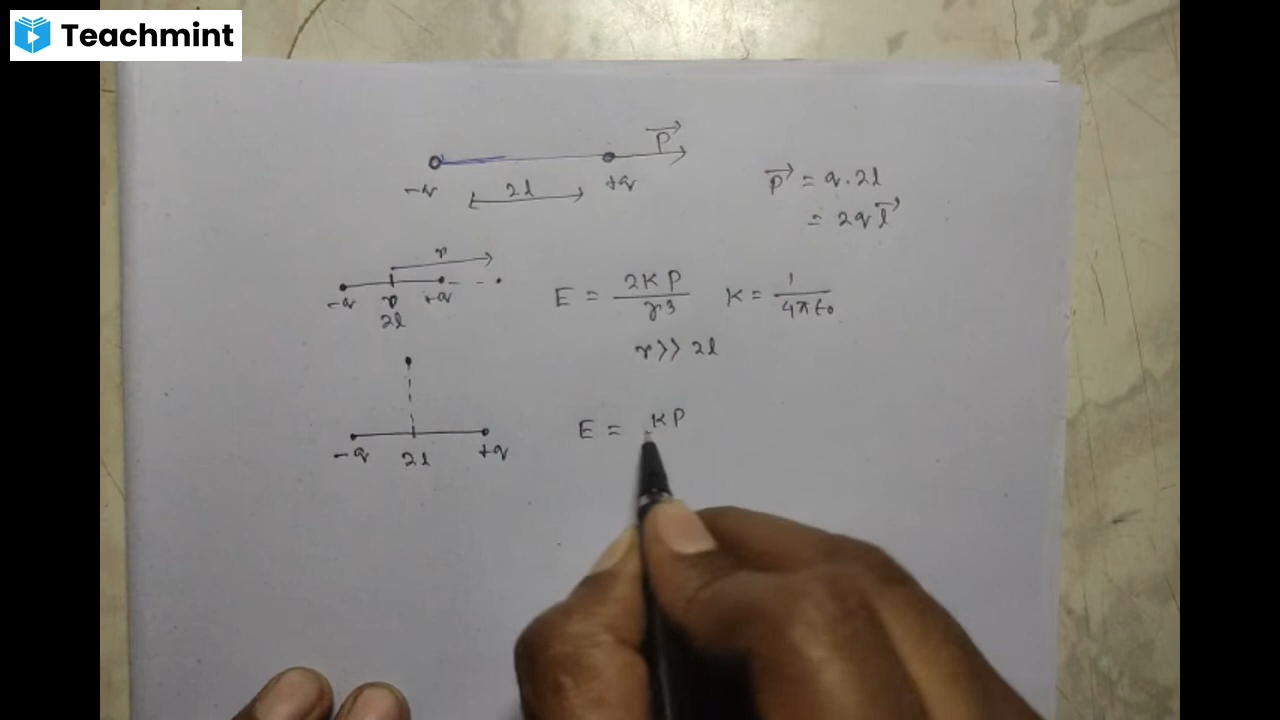 Teachmint
P
-q 2l +q
P = q.2l
= 2ql
r
-q +q
2l
E = 2KP/r3 K = 1/4πε0
r>> 2l
E = KP
-q 2l +q